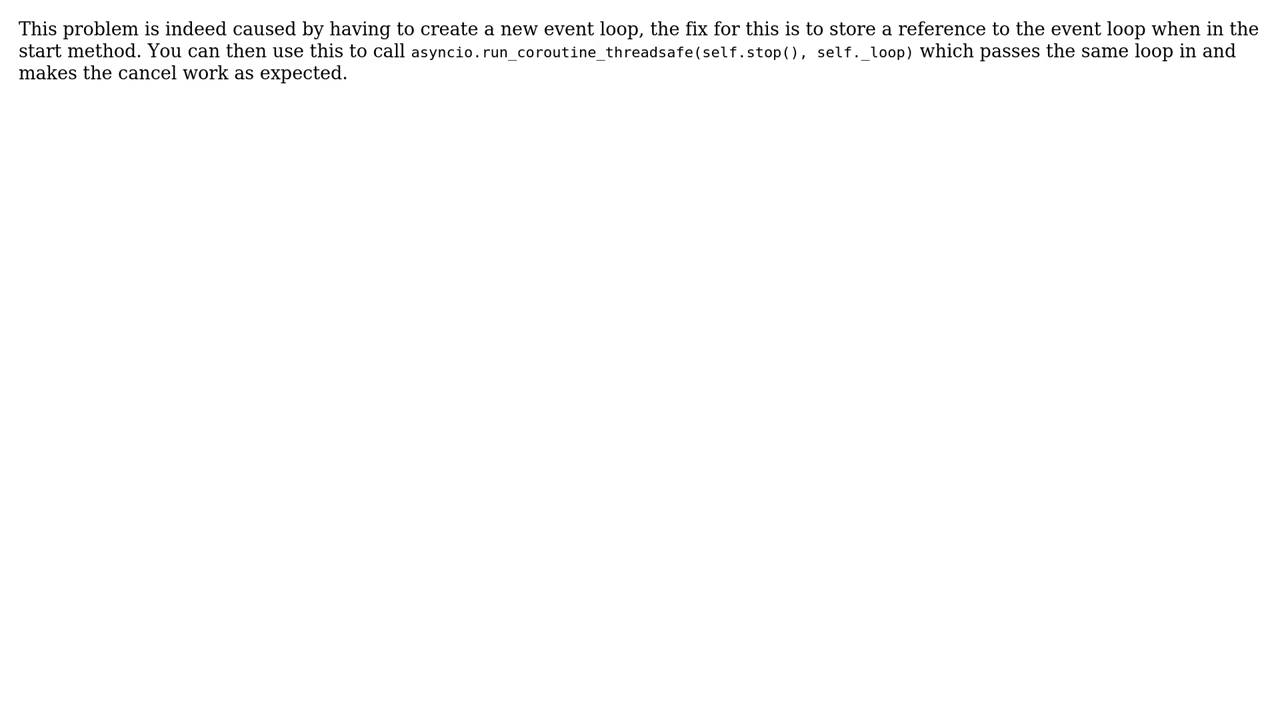 This problem is indeed caused by having to create a new event loop, the fix for this is to store a reference to the event loop when in the
start method. You can then use this to call asyncio.run_coroutine_threadsafe(self.stop(), self._loop) which passes the same loop in and
makes the cancel work as expected.